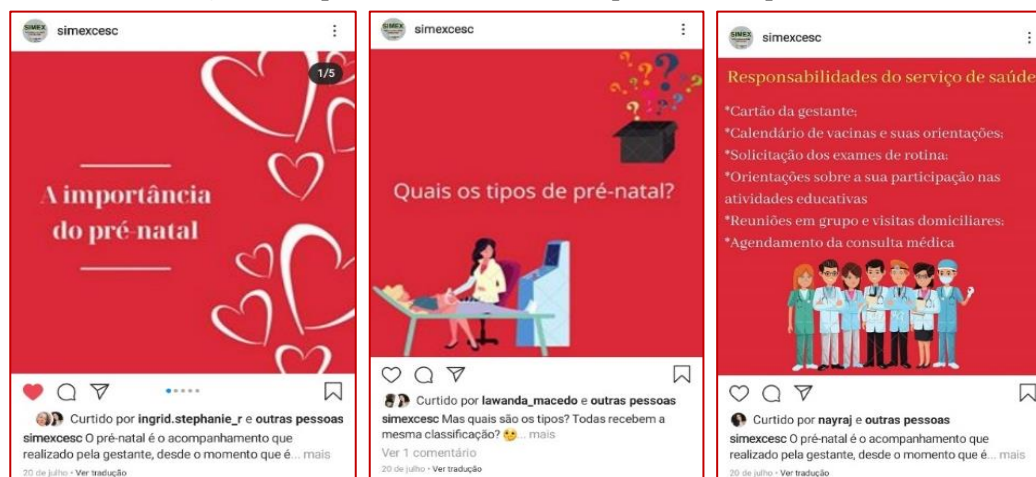 simexcesc
1/5
A importância
do pré-natal
Curtido por ingrid.stephanie_r e outras pessoas
simexcesc O pré-natal é o acompanhamento que
realizado pela gestante, desde o momento que é... mais
20 de julho • Ver tradução
simexcesc
Quais os tipos de pré-natal?
Curtido por lawanda_macedo e outras pessoas
simexcesc Mas quais são os tipos? Todas recebem a
mesma classificação? 🤔... mais
Ver 1 comentário
20 de julho • Ver tradução
SIMEX
simexcesc
Responsabilidades do serviço de saúde
*Cartão da gestante;
*Calendário de vacinas e suas orientações;
*Solicitação dos exames de rotina;
*Orientações sobre a sua participação nas
atividades educativas
*Reuniões em grupo e visitas domiciliares;
*Agendamento da consulta médica
Curtido por nayraj e outras pessoas
simexcesc O pré-natal é o acompanhamento que
realizado pela gestante, desde o momento que é... mais
20 de julho • Ver tradução